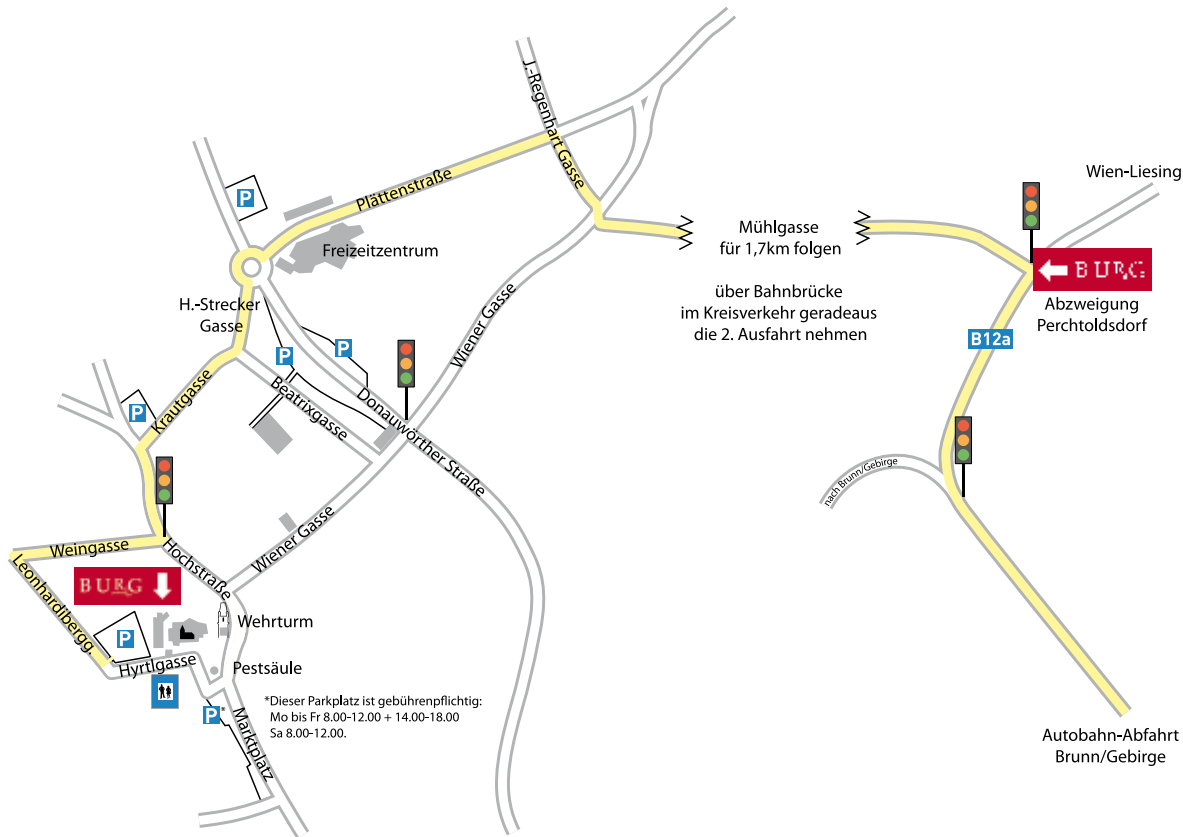 J.-Regenhart Gasse
Wien-Liesing
P
Plättenstraße
Mühlgasse
für 1,7km folgen
Freizeitzentrum
BURG
über Bahnbrücke
im Kreisverkehr geradeaus
die 2. Ausfahrt nehmen
H.-Strecker
Gasse
Abzweigung
Perchtoldsdorf
Wiener Gasse
B12a
P
P
Krautgasse
P
Beatrixgasse
Donauwörther Straße
nach Brunn/Gebirge
Wiener Gasse
Weingasse
Hochstraße
Leonhardibergg.
BURG
Wehrturm
P
Hyrtlgasse
Pestsäule
P*
*Dieser Parkplatz ist gebührenpflichtig:
Mo bis Fr 8.00-12.00 + 14.00-18.00
Sa 8.00-12.00.
Marktplatz
Autobahn-Abfahrt
Brunn/Gebirge